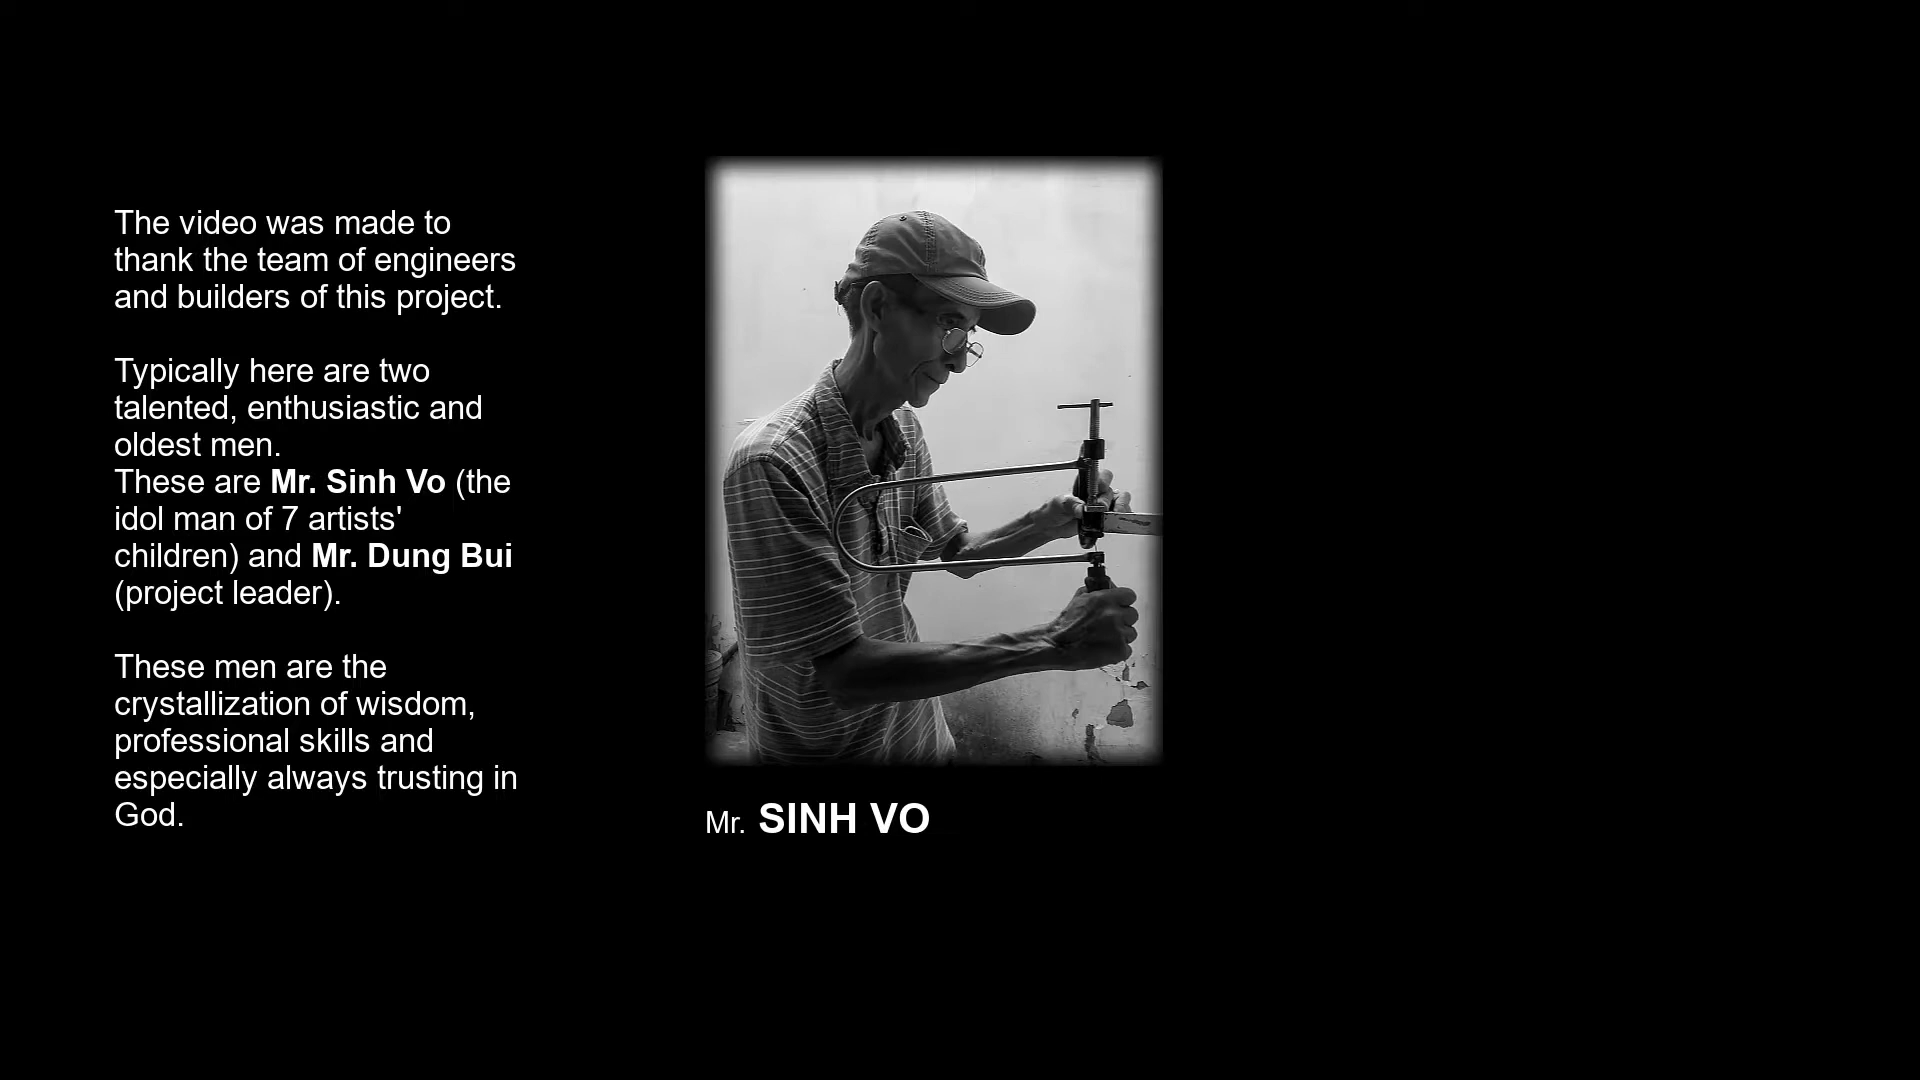 The video was made to
thank the team of engineers
and builders of this project.
Typically here are two
talented, enthusiastic and
oldest men.
These are Mr. Sinh Vo (the
idol man of 7 artists'
children) and Mr. Dung Bui
(project leader).
These men are the
crystallization of wisdom,
professional skills and
especially always trusting in
God.
Mr. SINH VO